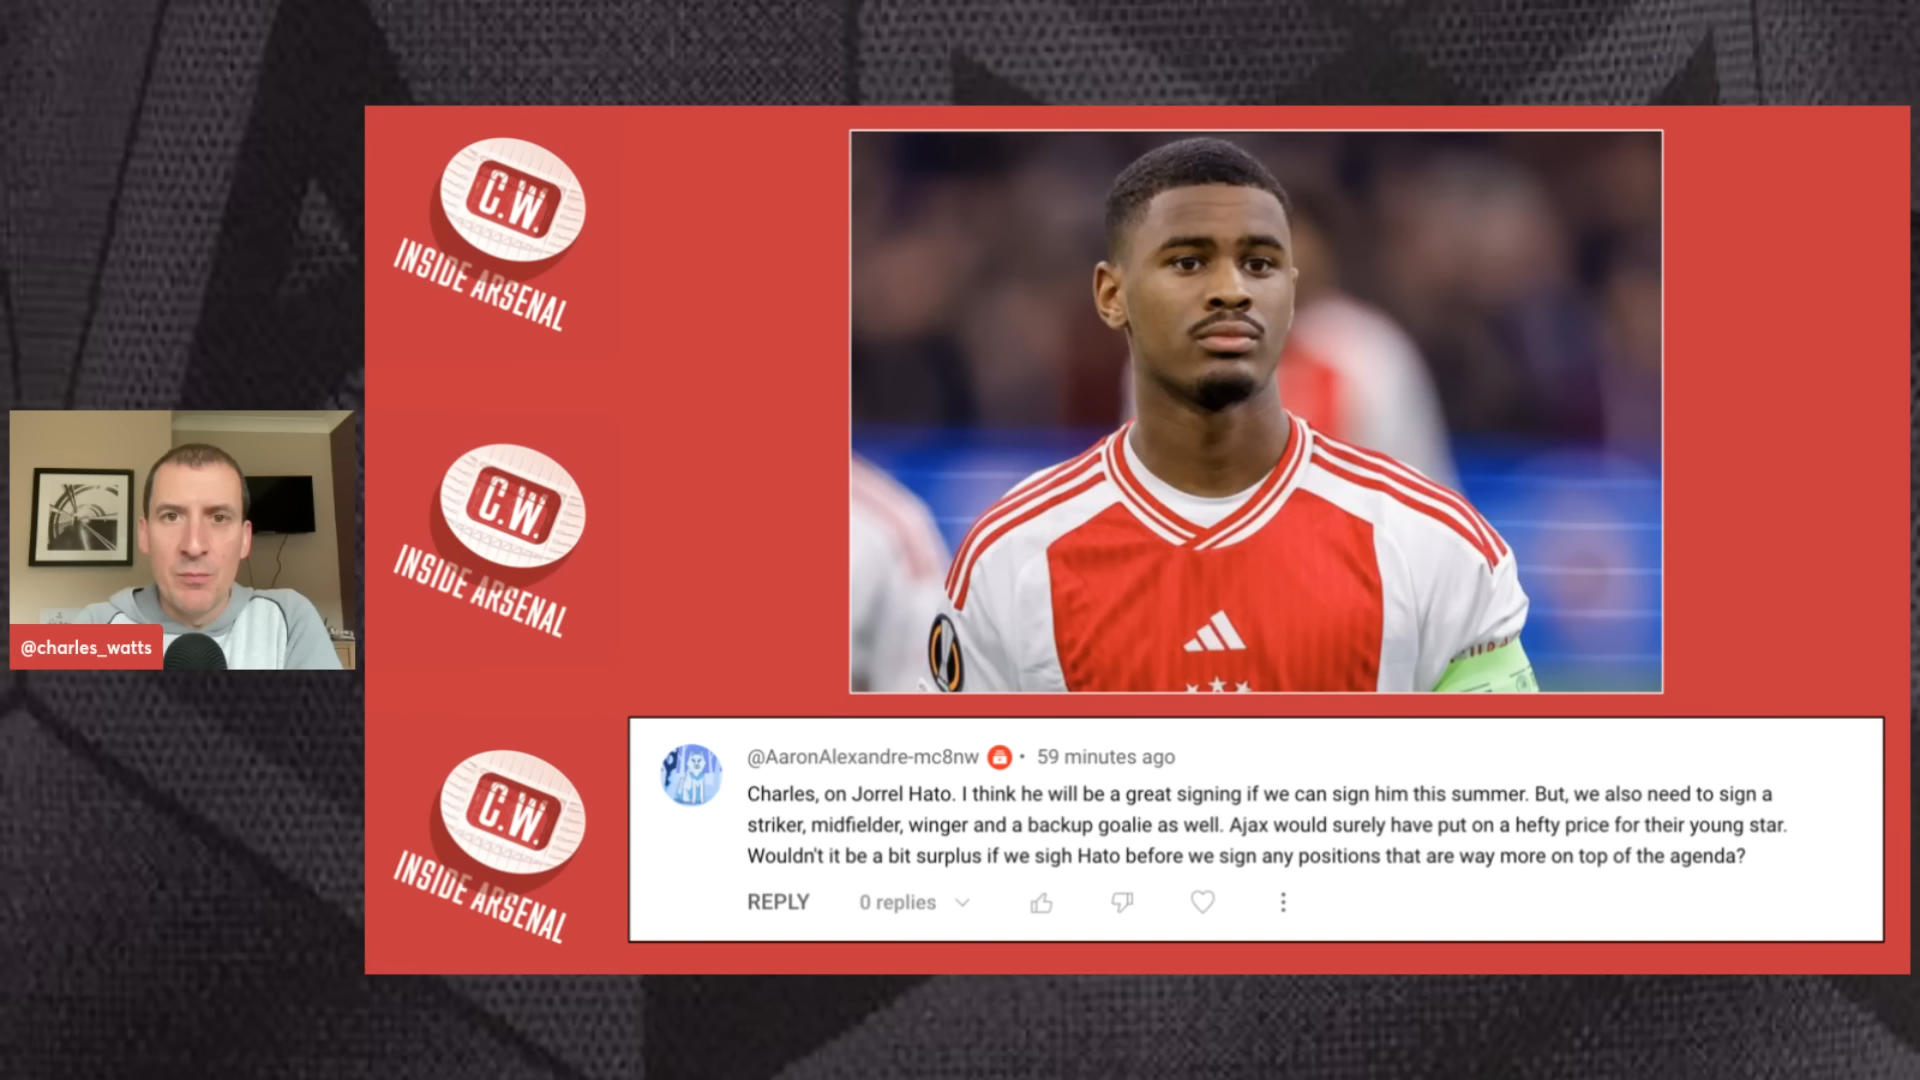 C.W.
INSIDE ARSENAL
C.W.
INSIDE ARSENAL
C.W.
INSIDE ARSENAL
@charles_watts
@AaronAlexandre-mc8nw • 59 minutes ago
Charles, on Jorrel Hato. I think he will be a great signing if we can sign him this summer. But, we also need to sign a
striker, midfielder, winger and a backup goalie as well. Ajax would surely have put on a hefty price for their young star.
Wouldn't it be a bit surplus if we sigh Hato before we sign any positions that are way more on top of the agenda?
REPLY 0 replies